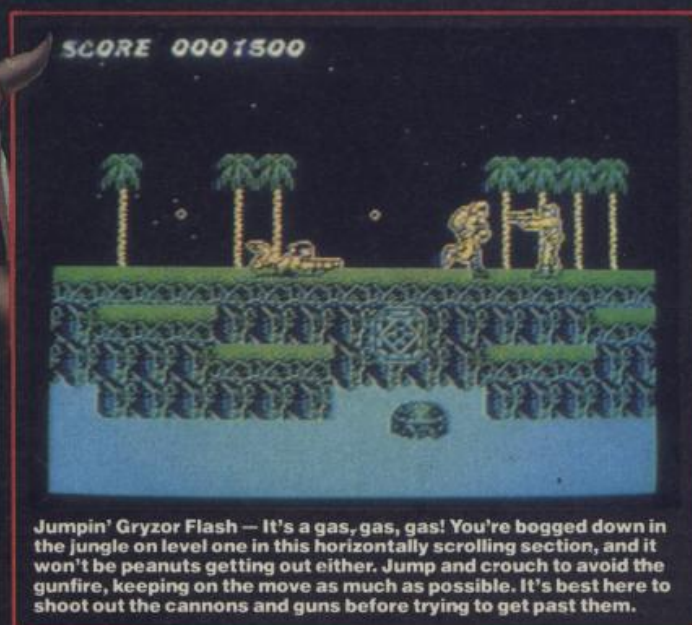 SCORE 0001500
Jumpin' Gryzor Flash — It's a gas, gas, gas! You're bogged down in
the jungle on level one in this horizontally scrolling section, and it
won't be peanuts getting out either. Jump and crouch to avoid the
gunfire, keeping on the move as much as possible. It's best here to
shoot out the cannons and guns before trying to get past them.